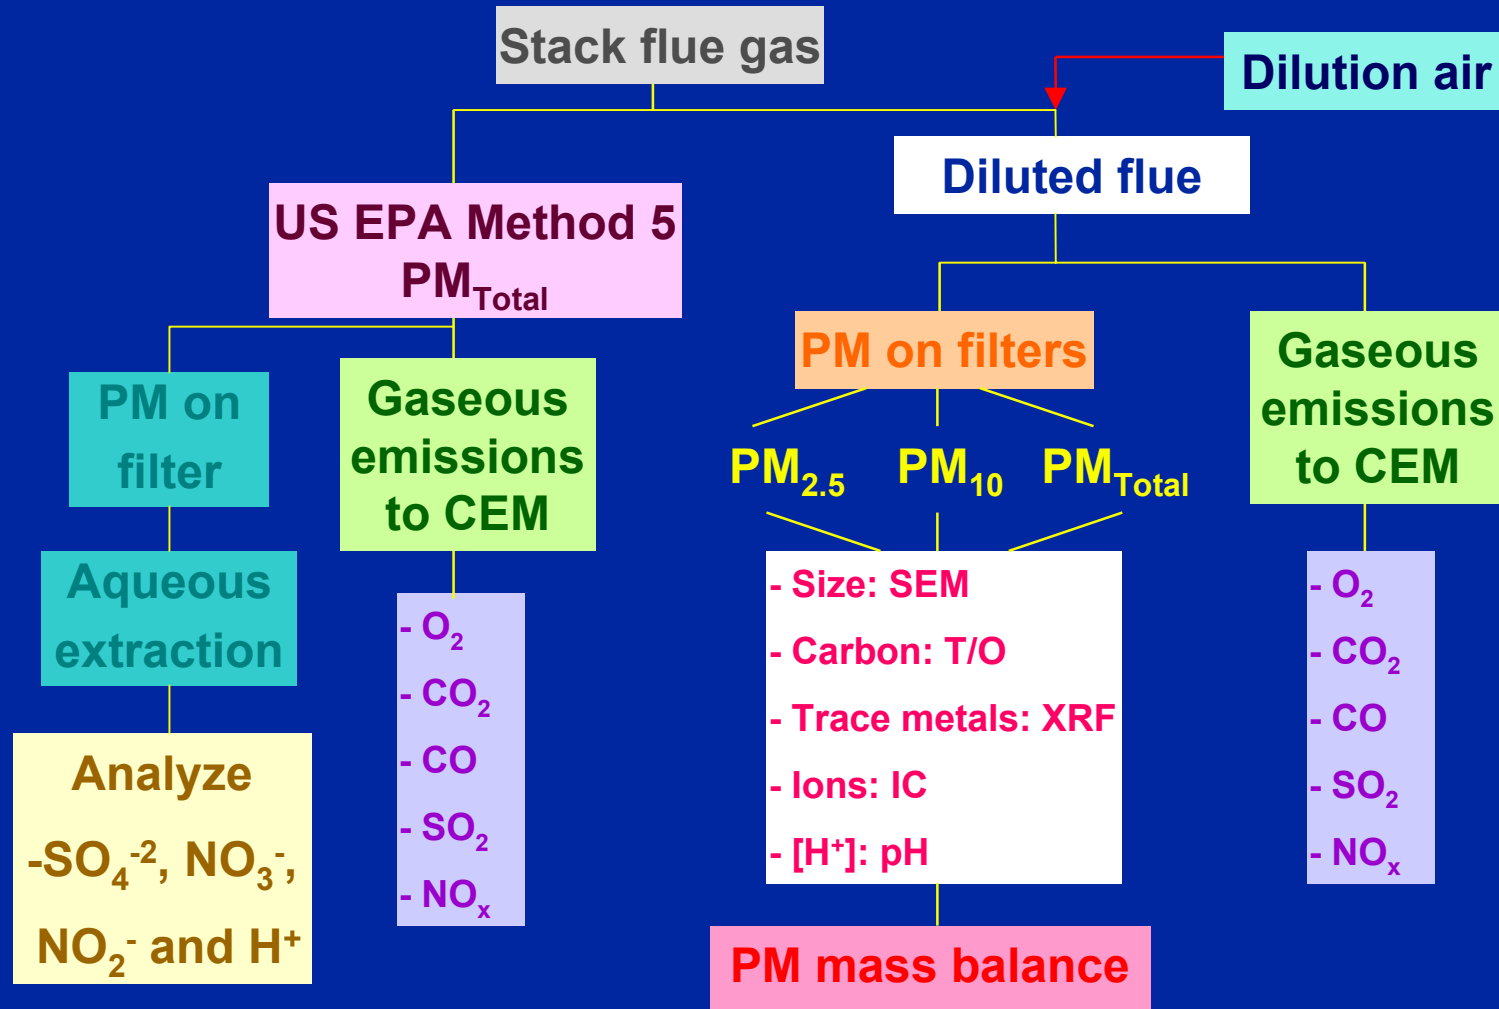 Stack flue gas
Dilution air
Diluted flue
US EPA Method 5
PM_Total
PM on filters
Gaseous
emissions
to CEM
PM on
filter
Gaseous
emissions
to CEM
PM₂.₅ PM₁₀ PM_Total
Aqueous
extraction
- Size: SEM
- Carbon: T/O
- Trace metals: XRF
- Ions: IC
- [H⁺]: pH
- O₂
- CO₂
- CO
- SO₂
- NOₓ
- O₂
- CO₂
- CO
- SO₂
- NOₓ
Analyze
-SO₄⁻², NO₃⁻,
NO₂⁻ and H⁺
PM mass balance